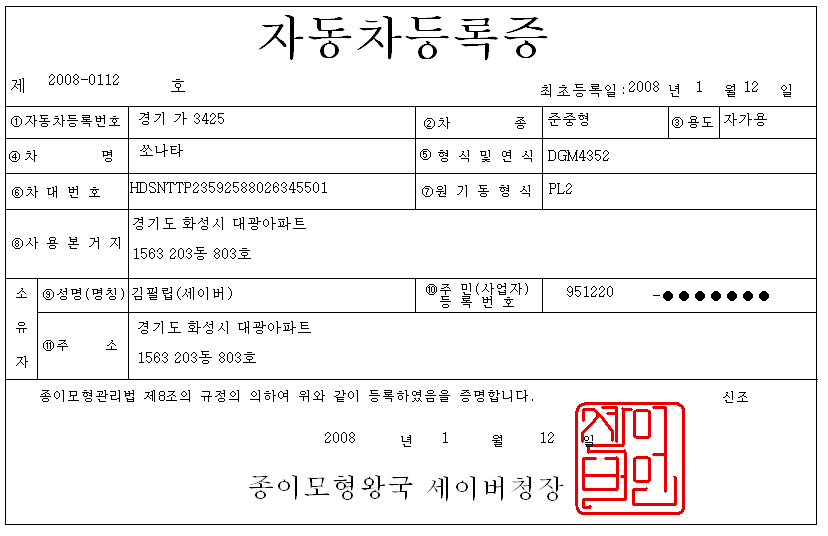 자동차등록증
제 2008-0112 호
최초등록일:2008 년 1 월 12 일
①자동차등록번호 경기 가 3425 ②차 종 준중형 ③용도 자가용
④차 명 쏘나타 ⑤형 식 및 연 식 DGM4352
⑥차 대 번 호 HDSNTTP23592588026345501 ⑦원 기 동 형 식 PL2
⑧사 용 본 거 지 경기도 화성시 대광아파트
1563 203동 803호
소유자 ⑨성명(명칭) 김필립(세이버) ⑩주 민(사업자)
등 록 번 호 951220 -●●●●●●●
⑪주 소 경기도 화성시 대광아파트
1563 203동 803호
종이모형관리법 제8조의 규정의 의하여 위와 같이 등록하였음을 증명합니다. 신조
2008 년 1 월 12 일
종이모형왕국 세이버청장